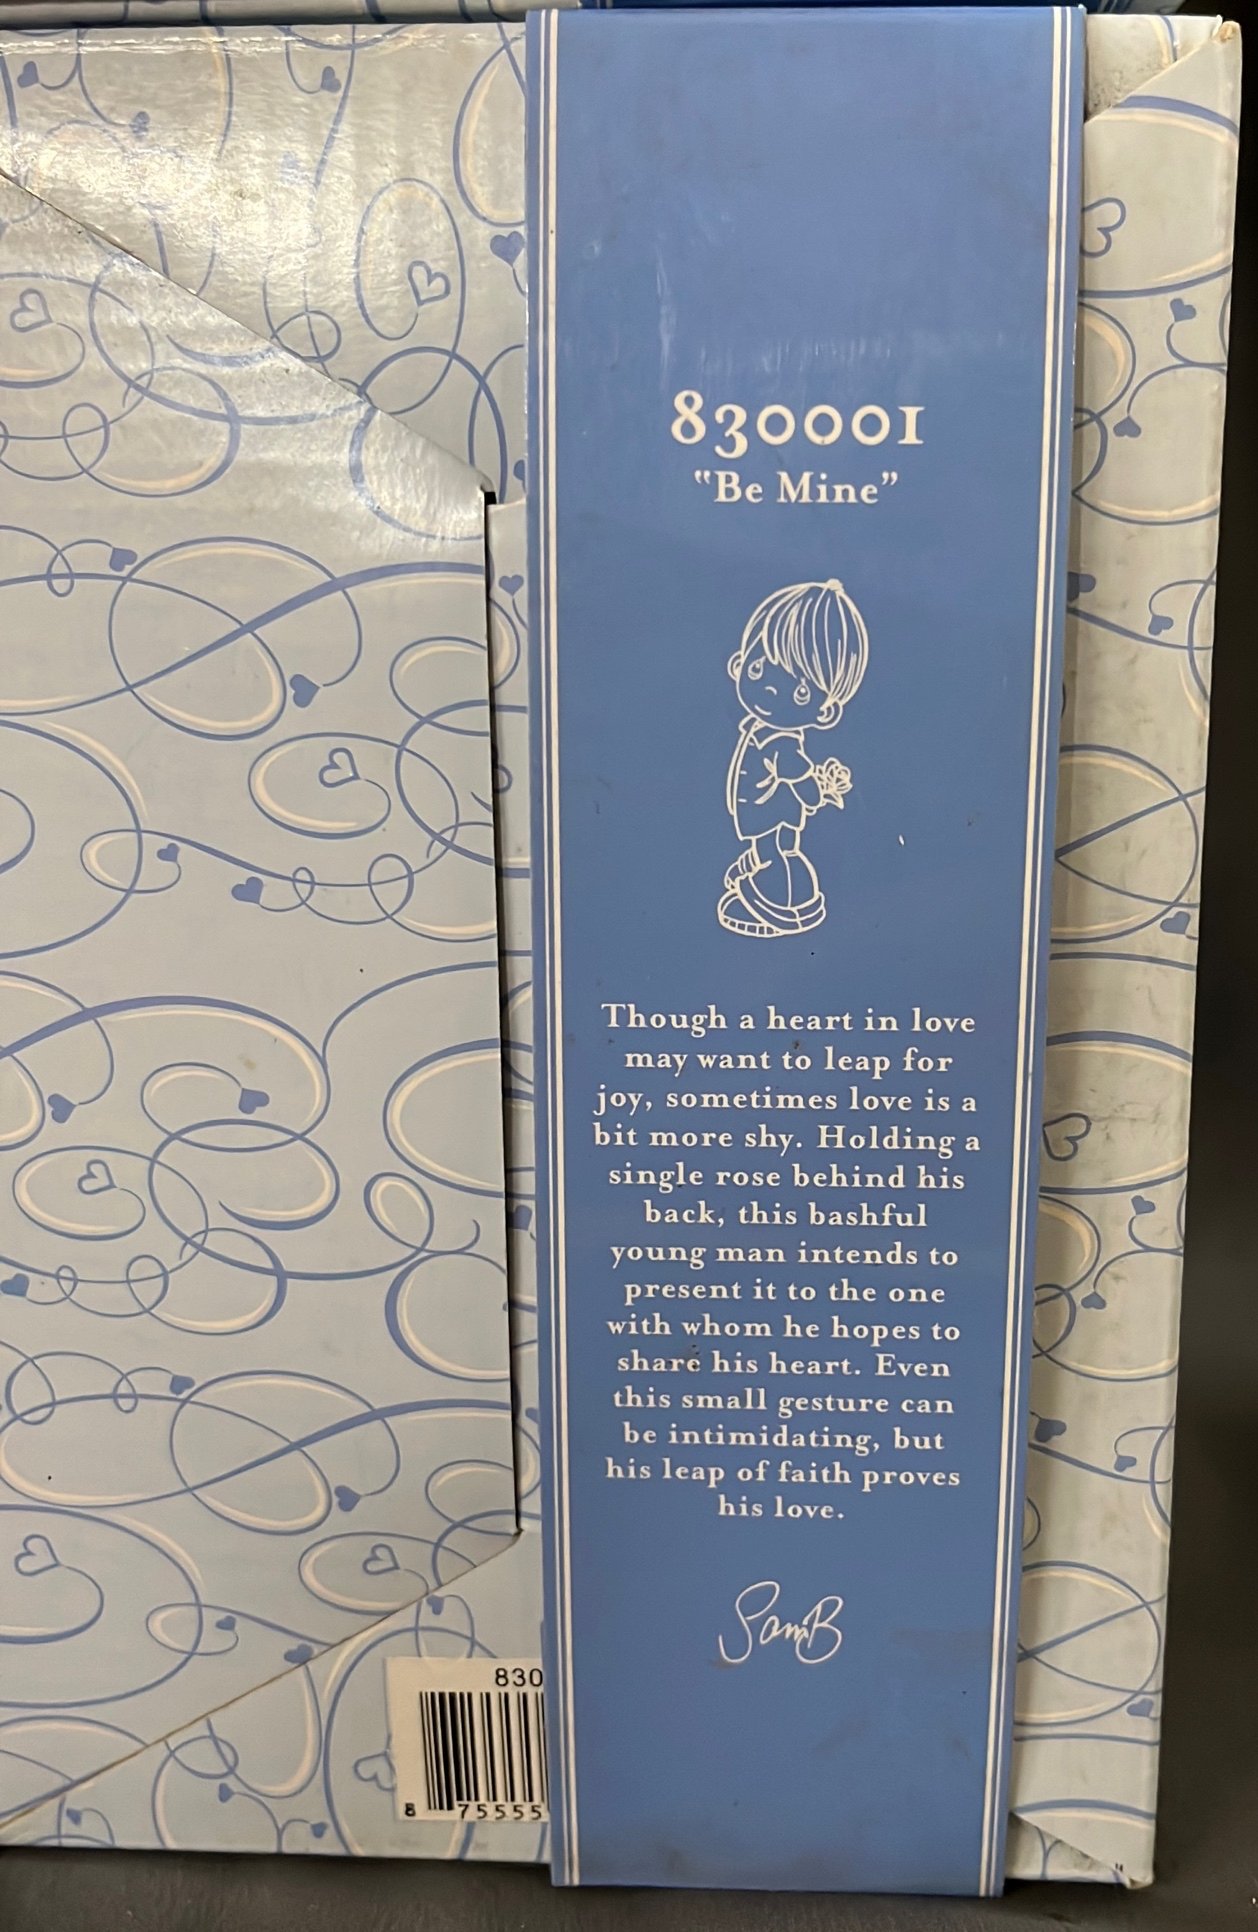 830001
“Be Mine”
Though a heart in love
may want to leap for
joy, sometimes love is a
bit more shy. Holding a
single rose behind his
back, this bashful
young man intends to
present it to the one
with whom he hopes to
share his heart. Even
this small gesture can
be intimidating, but
his leap of faith proves
his love.
SamB
830
8 75555